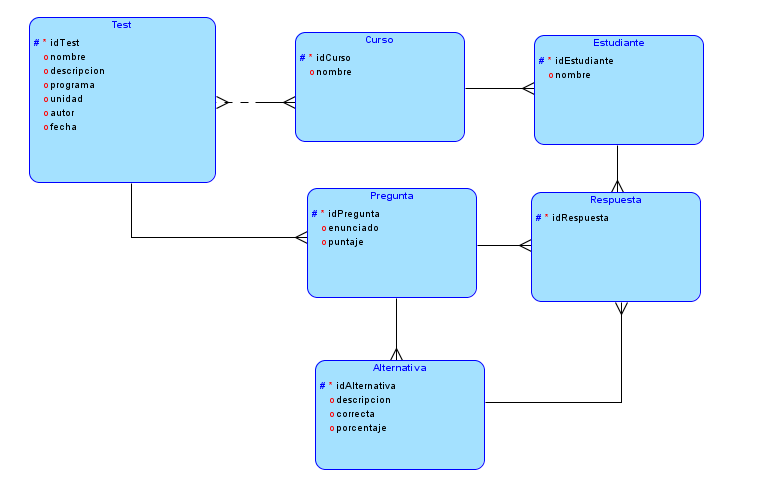 Test
# * idTest
o nombre
o descripcion
o programa
o unidad
o autor
o fecha
Curso
# * idCurso
o nombre
Estudiante
# * idEstudiante
o nombre
Pregunta
# * idPregunta
o enunciado
o puntaje
Respuesta
# * idRespuesta
Alternativa
# * idAlternativa
o descripcion
o correcta
o porcentaje